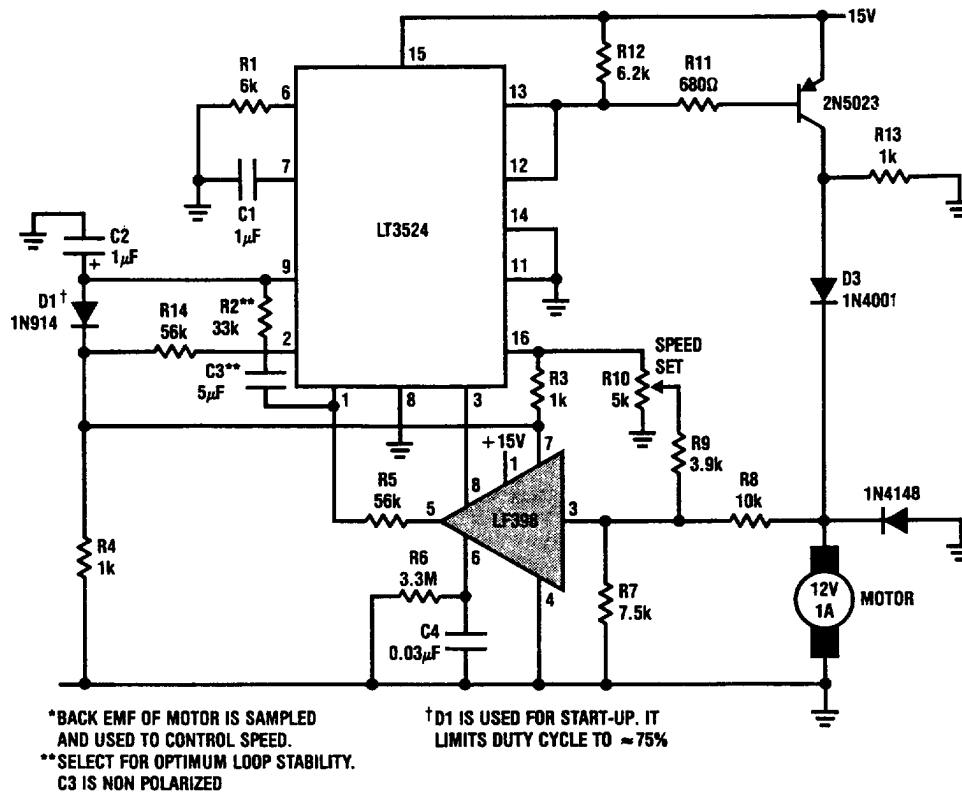 15V
15
R12
6.2k
R11
680Ω
R1
6k
6
13
2N5023
R13
1k
7
12
C1
1µF
LT3524
14
C2
1µF
+
9
11
D3
1N4001
D1†
1N914
R14
56k
R2**
33k
2
16
SPEED
SET
C3**
5µF
R3
1k
R10
5k
1
8
3
7
+15V
1
R9
3.9k
R5
56k
8
5
LF398
3
R8
10k
1N4148
R4
1k
R6
3.3M
6
4
R7
7.5k
12V
1A
MOTOR
C4
0.03µF
*BACK EMF OF MOTOR IS SAMPLED
AND USED TO CONTROL SPEED.
**SELECT FOR OPTIMUM LOOP STABILITY.
C3 IS NON POLARIZED
†D1 IS USED FOR START-UP. IT
LIMITS DUTY CYCLE TO ≈75%